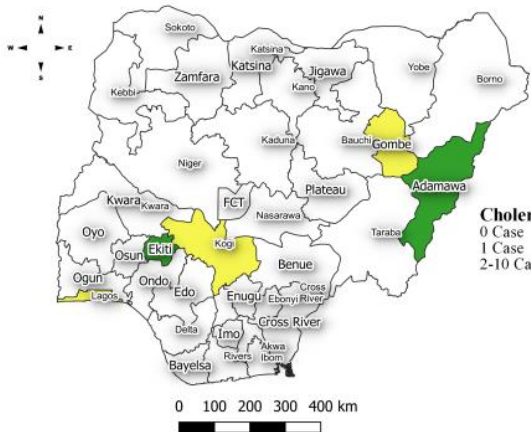 N
W E
S
Sokoto
Katsina
Katsina
Jigawa
Yobe
Borno
Zamfara
Kebbi
Kano
Kaduna
Bauchi
Gombe
Niger
Adamawa
Plateau
Kwara
Kwara
FCT
Nasarawa
Oyo
Kogi
Taraba
Choler
0 Case
1 Case
2-10 Ca
Osun
Ekiti
Benue
Ogun
Lagos
Ondo
Edo
Enugu
Cross
Ebonyi River
Delta
Imo
Cross River
Bayelsa
Rivers
Akwa
Ibom
0 100 200 300 400 km